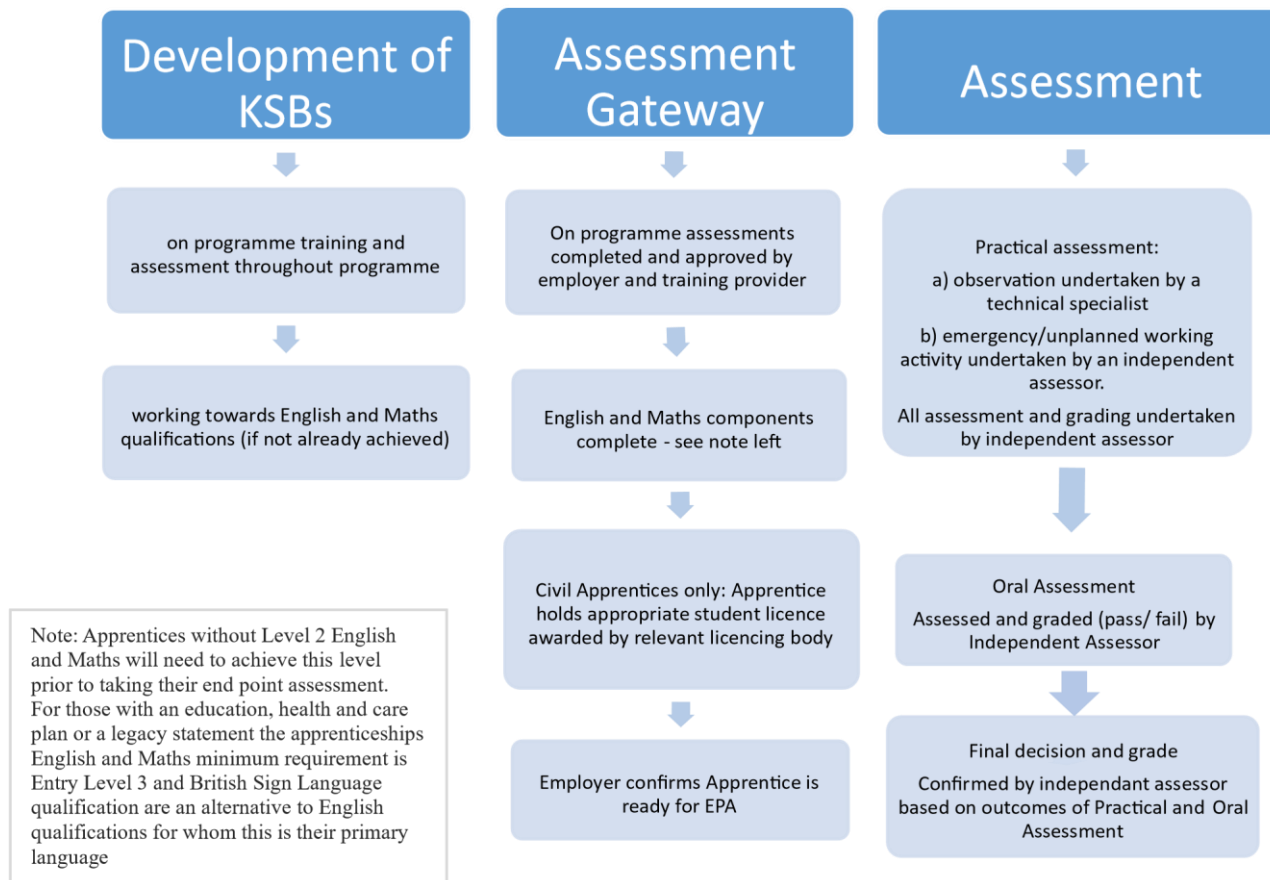 Development of
KSBs
on programme training and
assessment throughout programme
working towards English and Maths
qualifications (if not already achieved)
Note: Apprentices without Level 2 English
and Maths will need to achieve this level
prior to taking their end point assessment.
For those with an education, health and care
plan or a legacy statement the apprenticeships
English and Maths minimum requirement is
Entry Level 3 and British Sign Language
qualification are an alternative to English
qualifications for whom this is their primary
language
Assessment
Gateway
On programme assessments
completed and approved by
employer and training provider
English and Maths components
complete - see note left
Civil Apprentices only: Apprentice
holds appropriate student licence
awarded by relevant licencing body
Employer confirms Apprentice is
ready for EPA
Assessment
Practical assessment:
a) observation undertaken by a
technical specialist
b) emergency/unplanned working
activity undertaken by an independent
assessor.
All assessment and grading undertaken
by independent assessor
Oral Assessment
Assessed and graded (pass/ fail) by
Independent Assessor
Final decision and grade
Confirmed by independant assessor
based on outcomes of Practical and Oral
Assessment